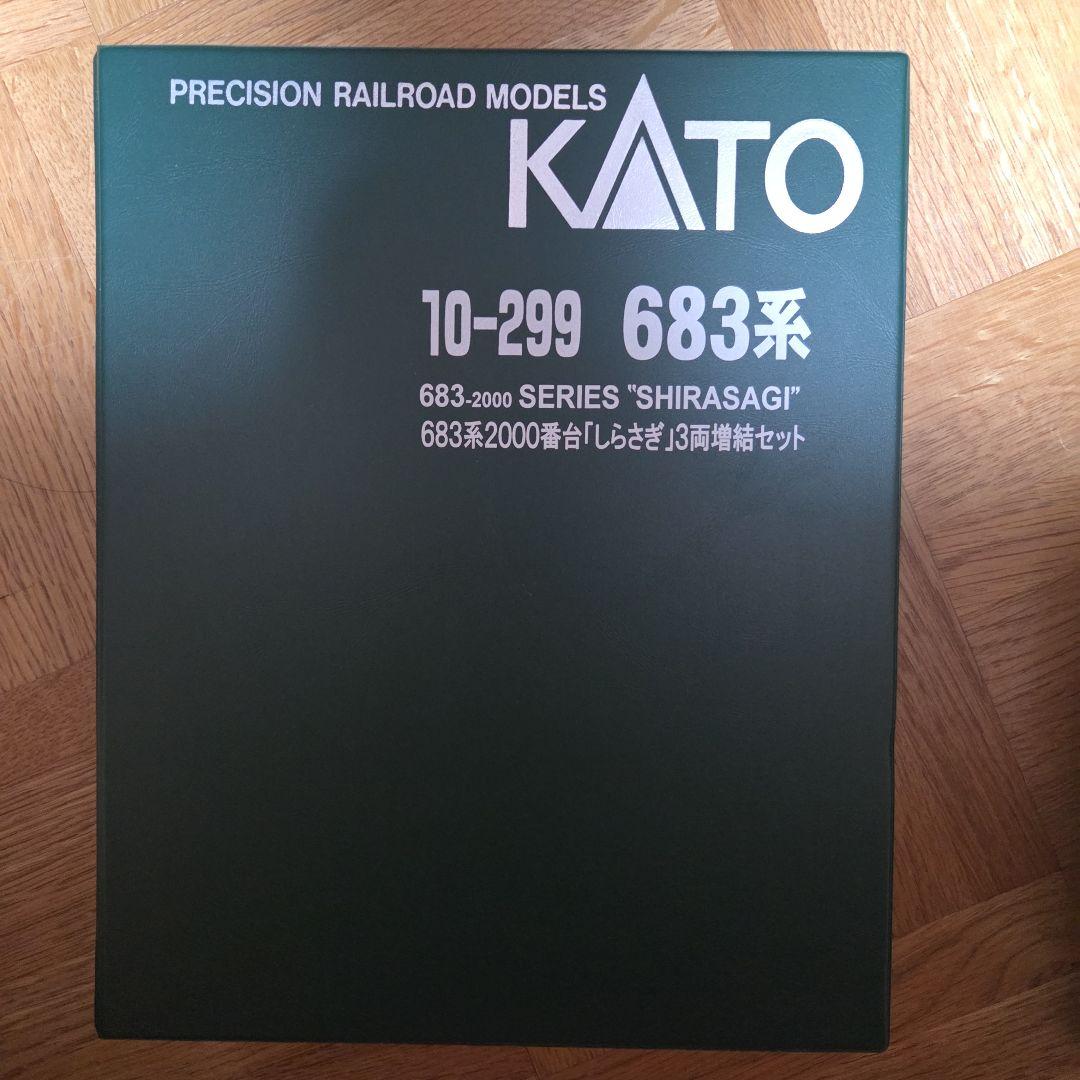 PRECISION RAILROAD MODELS
KATO
10-299 683系
683-2000 SERIES "SHIRASAGI"
683系2000番台「しらさぎ」3両増結セット